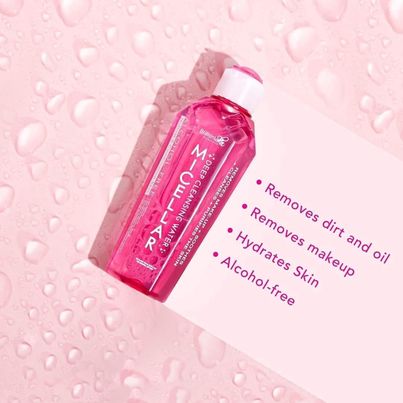 MICELLAR
DEEP CLEANSING WATER
• Removes dirt and oil
• Removes makeup
• Hydrates Skin
• Alcohol-free